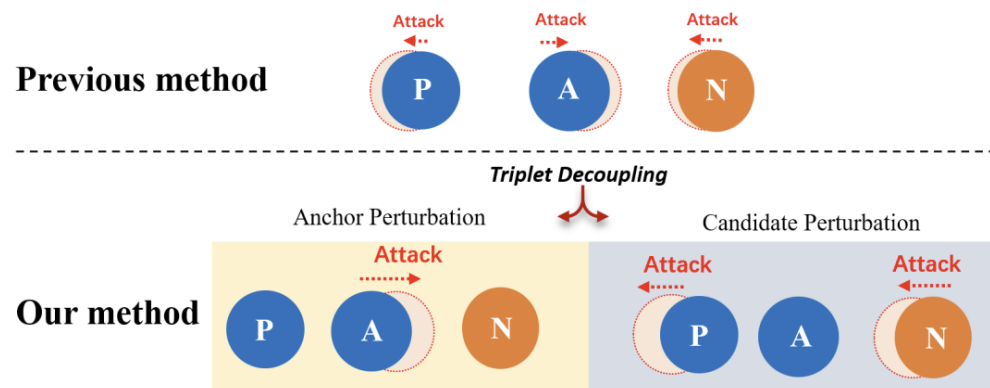 Attack Attack Attack
Previous method P A N
Triplet Decoupling
Anchor Perturbation Candidate Perturbation
Attack Attack Attack
Our method P A N P A N